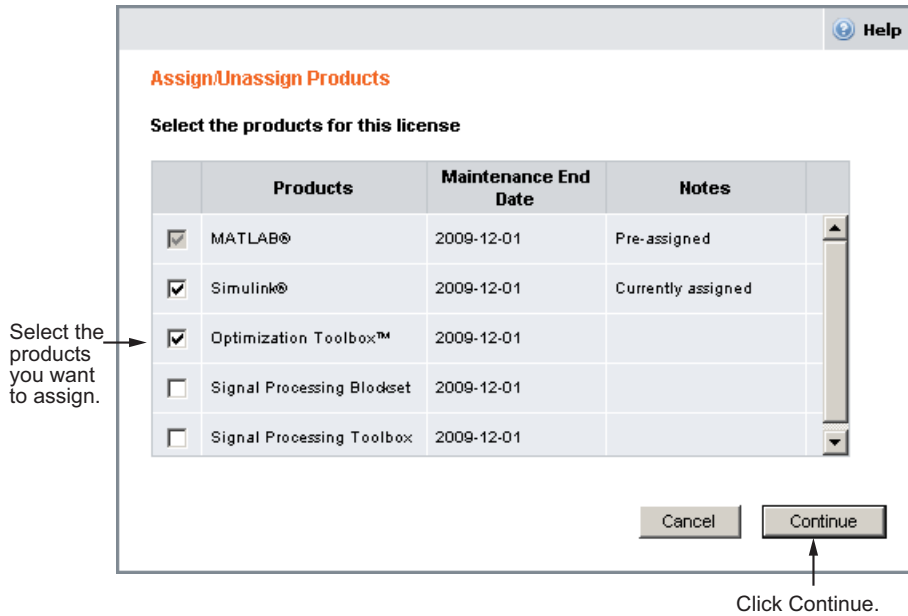 Help
Assign/Unassign Products
Select the products for this license
Products Maintenance End Date Notes
MATLAB® 2009-12-01 Pre-assigned
Simulink® 2009-12-01 Currently assigned
Optimization Toolbox™ 2009-12-01
Signal Processing Blockset 2009-12-01
Signal Processing Toolbox 2009-12-01
Select the
products
you want
to assign.
Cancel Continue
Click Continue.